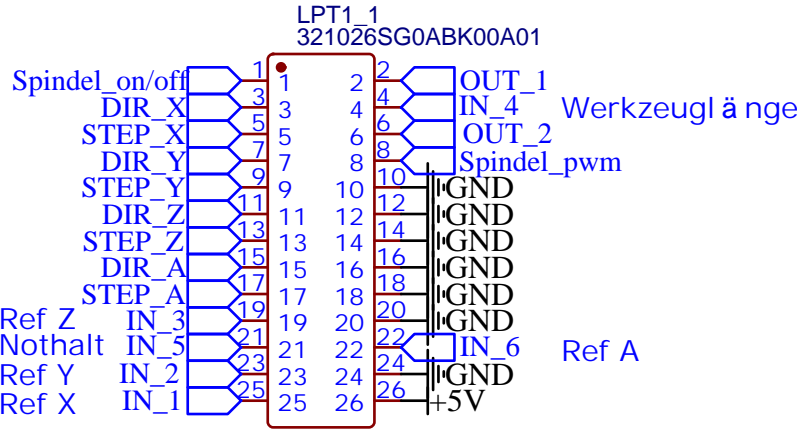 LPT1_1
321026SG0ABK00A01
Spindel_on/off 1 1 2 2 OUT_1
DIR_X 3 3 4 4 IN_4 Werkzeuglänge
STEP_X 5 5 6 6 OUT_2
DIR_Y 7 7 8 8 Spindel_pwm
STEP_Y 9 9 10 10 GND
DIR_Z 11 11 12 12 GND
STEP_Z 13 13 14 14 GND
DIR_A 15 15 16 16 GND
STEP_A 17 17 18 18 GND
Ref Z IN_3 19 19 20 20 GND
Nothalt IN_5 21 21 22 22 IN_6 Ref A
Ref Y IN_2 23 23 24 24 GND
Ref X IN_1 25 25 26 26 +5V